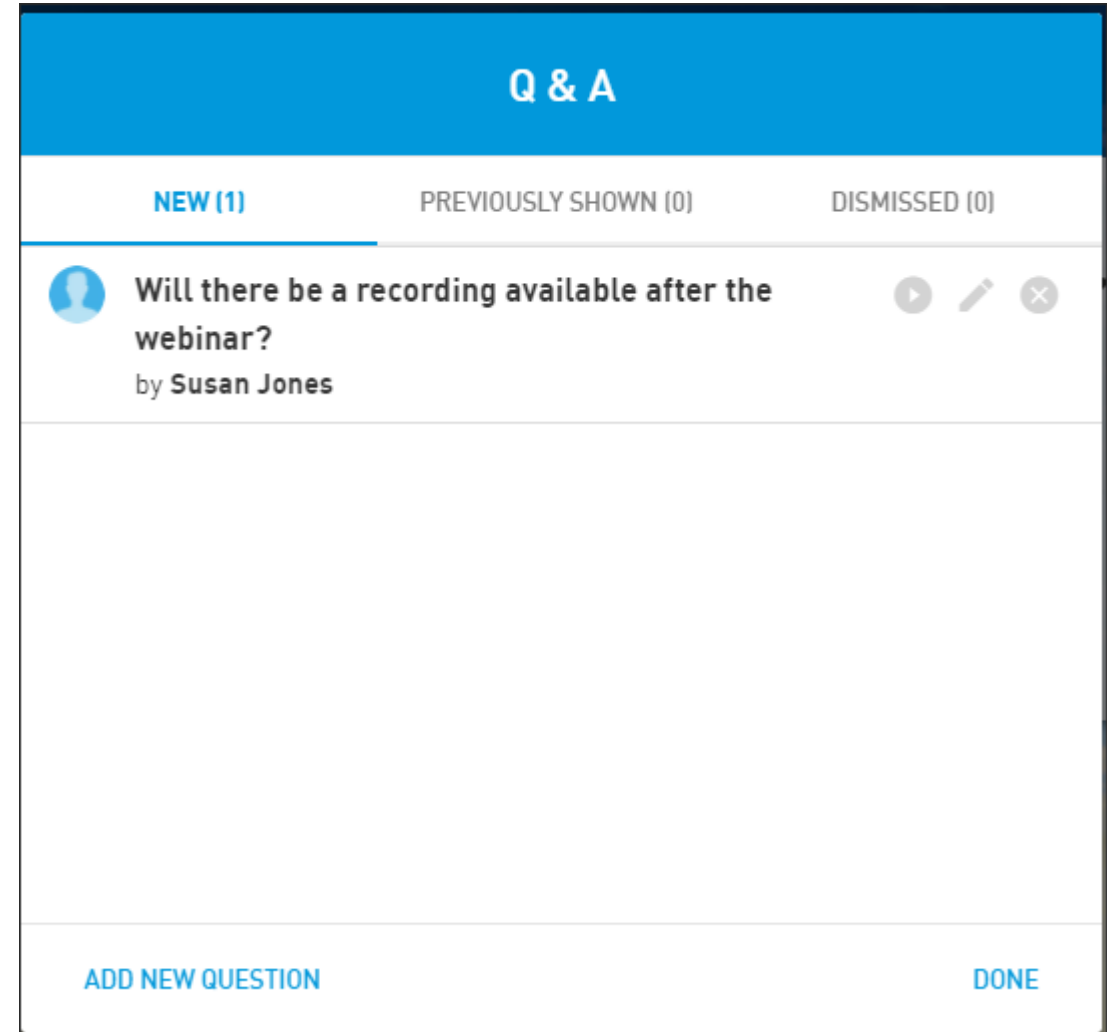 Q & A
NEW (1)
PREVIOUSLY SHOWN (0)
DISMISSED (0)
Will there be a recording available after the
webinar?
by Susan Jones
ADD NEW QUESTION
DONE